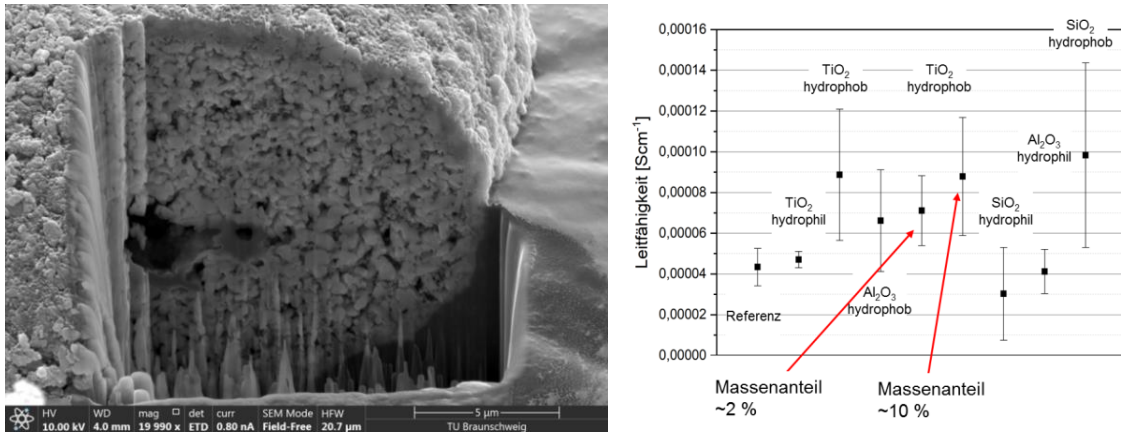 HV WD mag det curr SEM Mode HFW 5 µm
10.00 kV 4.0 mm 19 990 x ETD 0.80 nA Field-Free 20.7 µm TU Braunschweig
Leitfähigkeit [Scm⁻¹]
0,00016
0,00014
0,00012
0,00010
0,00008
0,00006
0,00004
0,00002
0,00000
Referenz
TiO₂
hydrophil
TiO₂
hydrophob
Al₂O₃
hydrophob
TiO₂
hydrophob
SiO₂
hydrophil
Al₂O₃
hydrophil
SiO₂
hydrophob
Massenanteil
~2 %
Massenanteil
~10 %